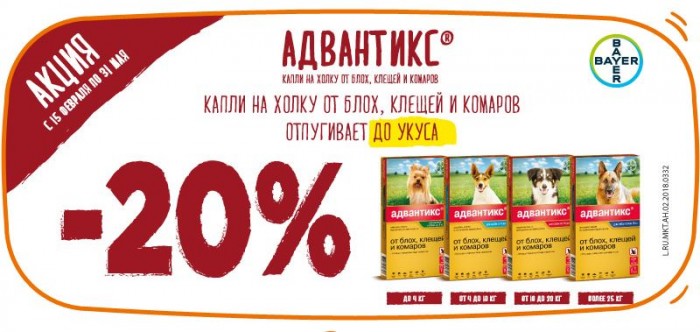 АКЦИЯ
С 15 ФЕВРАЛЯ ПО 31 МАЯ
АДВАНТИКС®
КАПЛИ НА ХОЛКУ ОТ БЛОХ, КЛЕЩЕЙ И КОМАРОВ
BAYER
BAYER
КАПЛИ НА ХОЛКУ ОТ БЛОХ, КЛЕЩЕЙ И КОМАРОВ
ОТПУГИВАЕТ ДО УКУСА
-20%
адвантикс®
от блох, клещей
и комаров
адвантикс®
от блох, клещей
и комаров
адвантикс®
от блох, клещей
и комаров
адвантикс®
от блох, клещей
и комаров
ДО 4 КГ
ОТ 4 ДО 10 КГ
ОТ 10 ДО 20 КГ
БОЛЕЕ 25 КГ
L.RU.MKT.AH.02.2018.0332